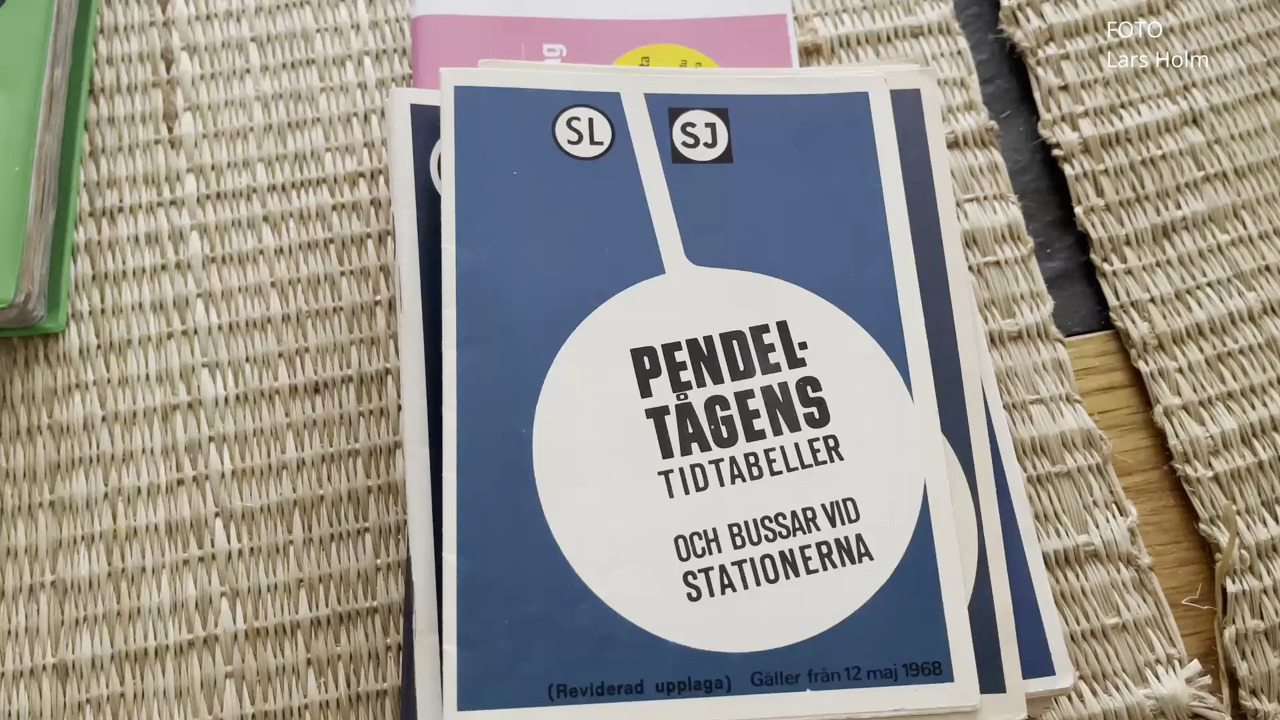 FOTO
Lars Holm
SL
SJ
PENDEL-
TÅGENS
TIDTABELLER
OCH BUSSAR VID
STATIONERNA
(Reviderad upplaga) Gäller från 12 maj 1968